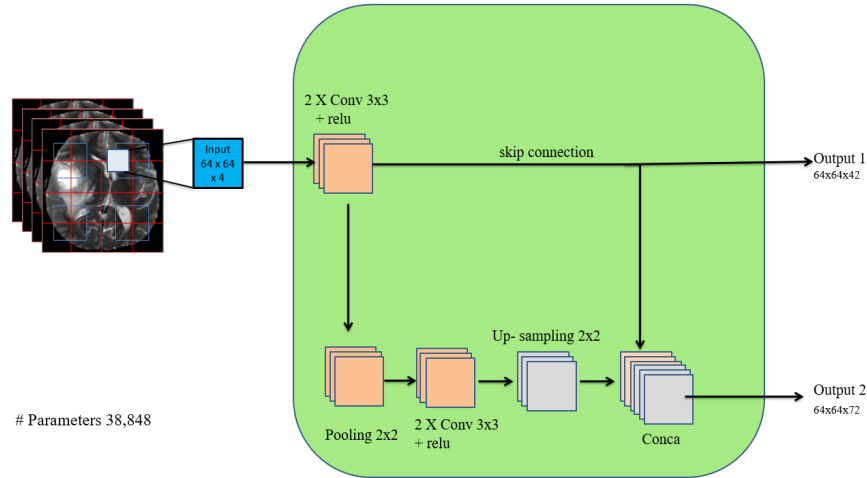 2 X Conv 3x3
+ relu
Input
64 x 64
x 4
skip connection
Output 1
64x64x42
Up- sampling 2x2
Output 2
64x64x72
# Parameters 38,848
Pooling 2x2
2 X Conv 3x3
+ relu
Conca